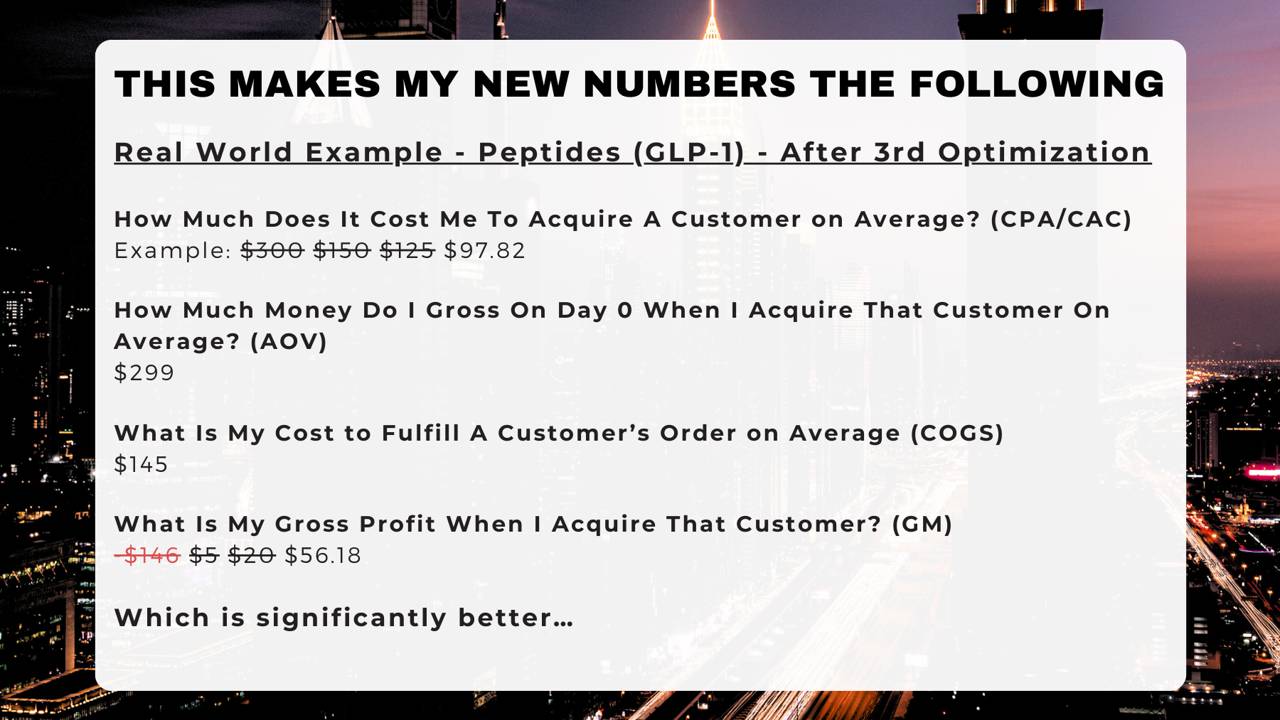 THIS MAKES MY NEW NUMBERS THE FOLLOWING
Real World Example - Peptides (GLP-1) - After 3rd Optimization
How Much Does It Cost Me To Acquire A Customer on Average? (CPA/CAC)
Example: $300 $150 $125 $97.82
How Much Money Do I Gross On Day 0 When I Acquire That Customer On
Average? (AOV)
$299
What Is My Cost to Fulfill A Customer’s Order on Average (COGS)
$145
What Is My Gross Profit When I Acquire That Customer? (GM)
-$146 $5 $20 $56.18
Which is significantly better…